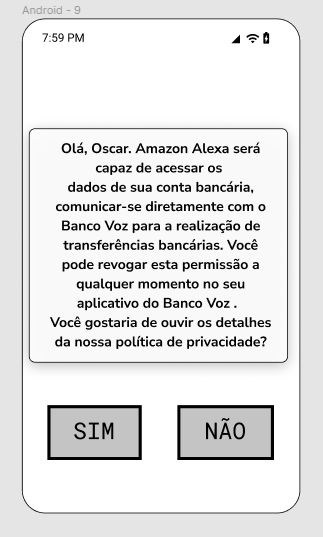 Android - 9
7:59 PM
Olá, Oscar. Amazon Alexa será
capaz de acessar os
dados de sua conta bancária,
comunicar-se diretamente com o
Banco Voz para a realização de
transferências bancárias. Você
pode revogar esta permissão a
qualquer momento no seu
aplicativo do Banco Voz .
Você gostaria de ouvir os detalhes
da nossa política de privacidade?
SIM
NÃO